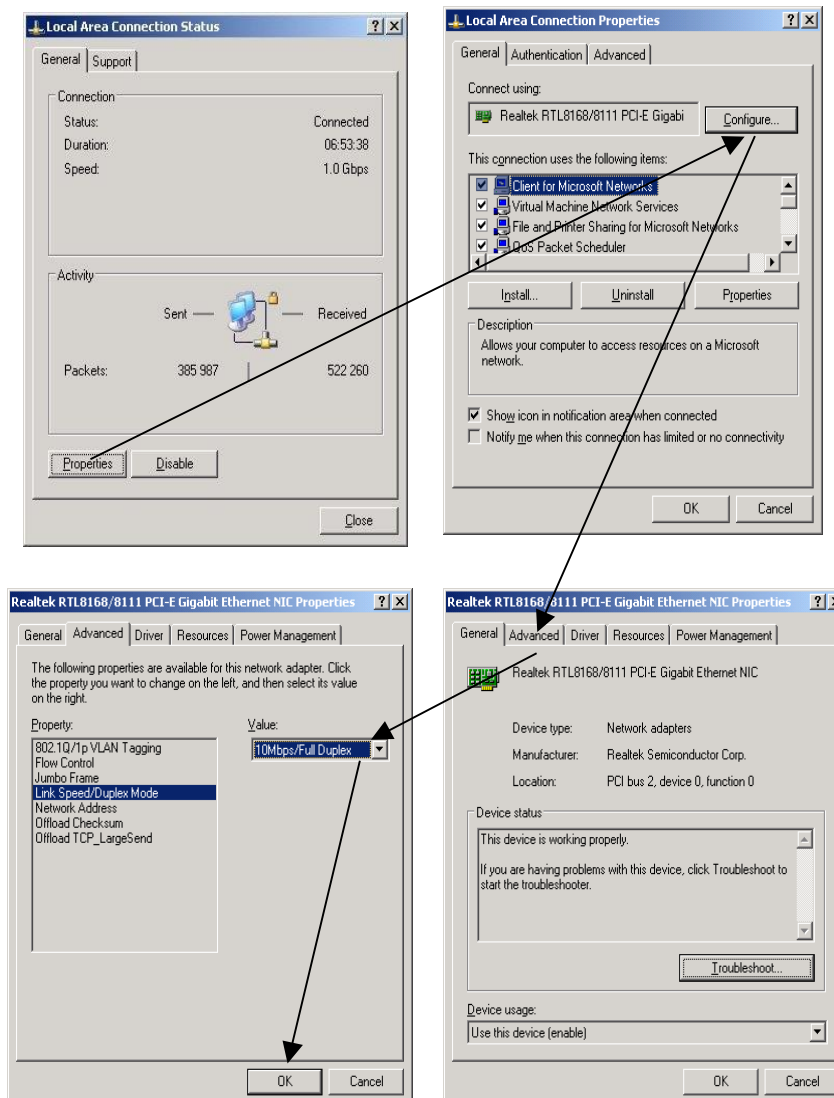 Local Area Connection Status
General Support
Connection
Status: Connected
Duration: 06:53:38
Speed: 1.0 Gbps
Activity
Sent — — Received
Packets: 385 987 | 522 260
Properties Disable
Close
Local Area Connection Properties
General Authentication Advanced
Connect using:
Realtek RTL8168/8111 PCI-E Gigabi Configure...
This connection uses the following items:
Client for Microsoft Networks
Virtual Machine Network Services
File and Printer Sharing for Microsoft Networks
QoS Packet Scheduler
Install... Uninstall Properties
Description
Allows your computer to access resources on a Microsoft
network.
Show icon in notification area when connected
Notify me when this connection has limited or no connectivity
OK Cancel
Realtek RTL8168/8111 PCI-E Gigabit Ethernet NIC Properties
General Advanced Driver Resources Power Management
The following properties are available for this network adapter. Click
the property you want to change on the left, and then select its value
on the right.
Property: Value:
802.1Q/1p VLAN Tagging 10Mbps/Full Duplex
Flow Control
Jumbo Frame
Link Speed/Duplex Mode
Network Address
Offload Checksum
Offload TCP_LargeSend
OK Cancel
Realtek RTL8168/8111 PCI-E Gigabit Ethernet NIC Properties
General Advanced Driver Resources Power Management
Realtek RTL8168/8111 PCI-E Gigabit Ethernet NIC
Device type: Network adapters
Manufacturer: Realtek Semiconductor Corp.
Location: PCI bus 2, device 0, function 0
Device status
This device is working properly.
If you are having problems with this device, click Troubleshoot to
start the troubleshooter.
Troubleshoot...
Device usage:
Use this device (enable)
OK Cancel